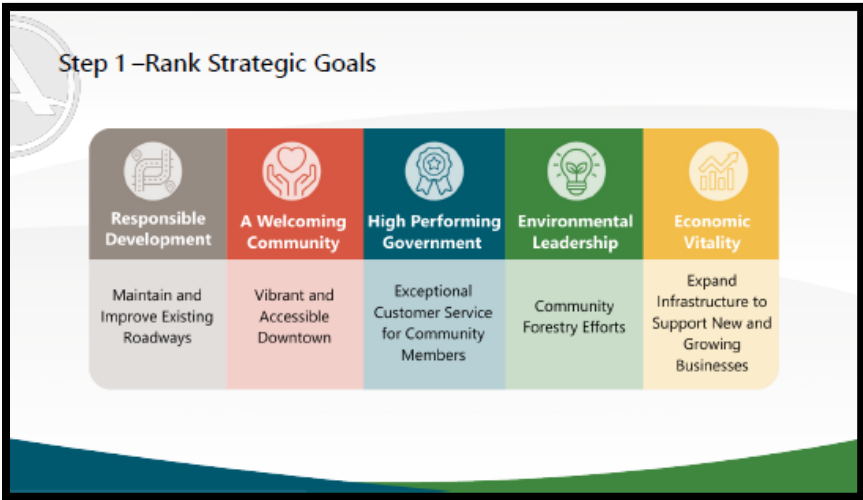 Step 1 –Rank Strategic Goals
Responsible
Development
A Welcoming
Community
High Performing
Government
Environmental
Leadership
Economic
Vitality
Maintain and
Improve Existing
Roadways
Vibrant and
Accessible
Downtown
Exceptional
Customer Service
for Community
Members
Community
Forestry Efforts
Expand
Infrastructure to
Support New and
Growing
Businesses